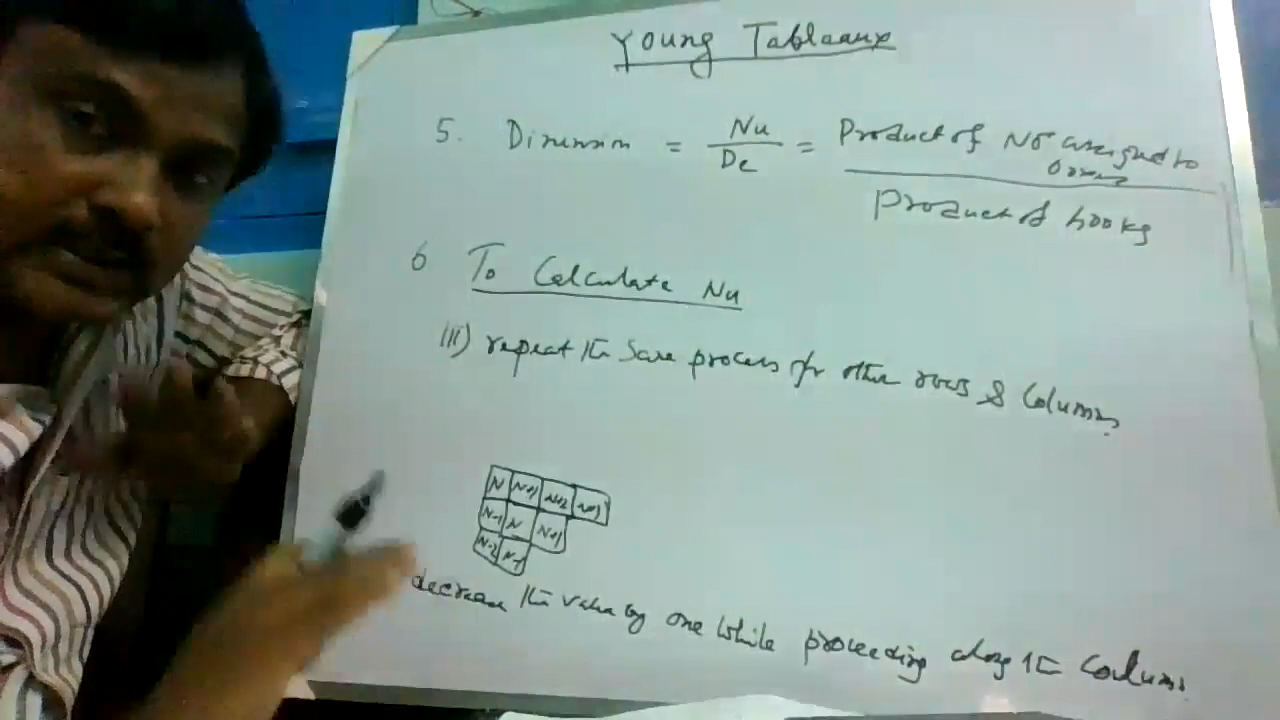 Young Tableaux
5. Dimension = Nu/De = Product of Nos assigned to boxes / Product of hooks
6 To Calculate Nu
III) repeat the same process for other rows & Columns
N N+1 N+2 N+3
N-1 N N+1
N-2 N-1
decrease the value by one while proceeding along the Column.